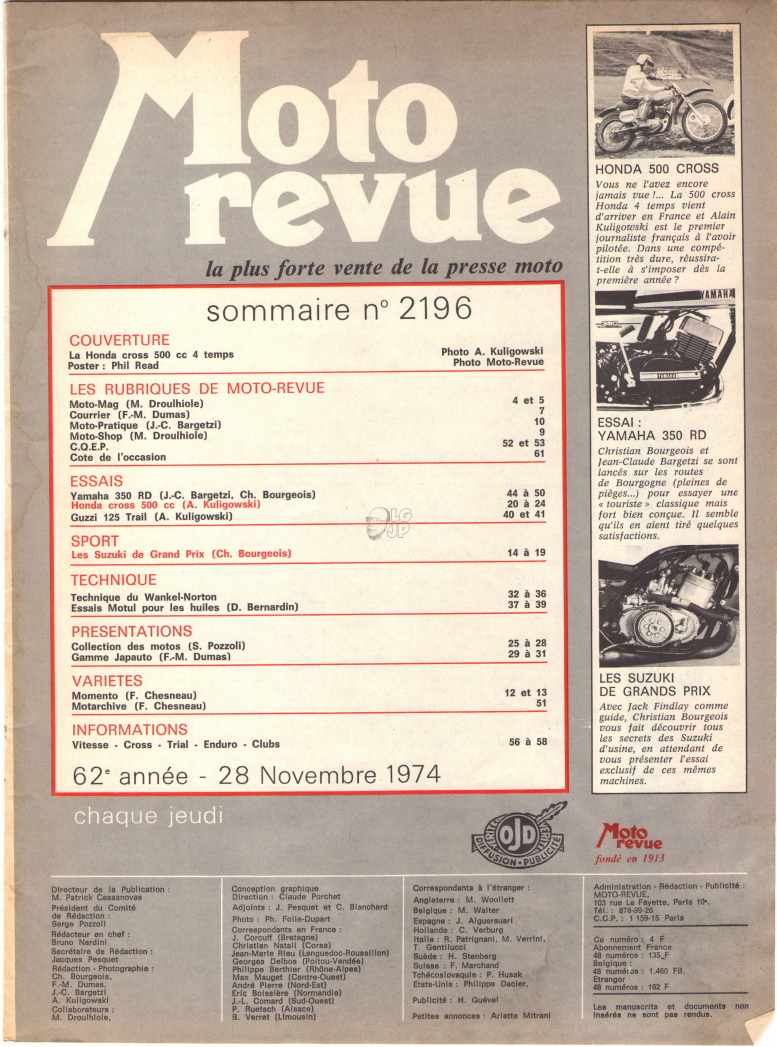 Moto
revue
la plus forte vente de la presse moto
sommaire n° 2196
COUVERTURE
La Honda cross 500 cc 4 temps Photo A. Kuligowski
Poster : Phil Read Photo Moto-Revue
LES RUBRIQUES DE MOTO-REVUE
Moto-Mag (M. Droulhiole) 4 et 5
Courrier (F.-M. Dumas) 7
Moto-Pratique (J.-C. Bargetzi) 10
Moto-Shop (M. Droulhiole) 9
C.Q.E.P. 52 et 53
Cote de l'occasion 61
ESSAIS
Yamaha 350 RD (J.-C. Bargetzi, Ch. Bourgeois) 44 à 50
Honda cross 500 cc (A. Kuligowski) 20 à 24
Guzzi 125 Trail (A. Kuligowski) 40 et 41
SPORT
Les Suzuki de Grand Prix (Ch. Bourgeois) 14 à 19
TECHNIQUE
Technique du Wankel-Norton 32 à 36
Essais Motul pour les huiles (D. Bernardin) 37 à 39
PRESENTATIONS
Collection des motos (S. Pozzoli) 25 à 28
Gamme Japauto (F.-M. Dumas) 29 à 31
VARIETES
Momento (F. Chesneau) 12 et 13
Motarchive (F. Chesneau) 51
INFORMATIONS
Vitesse - Cross - Trial - Enduro - Clubs 56 à 58
62e année - 28 Novembre 1974
chaque jeudi
LG
JP
HONDA 500 CROSS
Vous ne l'avez encore
jamais vue !... La 500 cross
Honda 4 temps vient
d'arriver en France et Alain
Kuligowski est le premier
journaliste français à l'avoir
pilotée. Dans une compé-
tition très dure, réussira-
t-elle à s'imposer dès la
première année ?
YAMAHA
YAMAHA
ESSAI :
YAMAHA 350 RD
Christian Bourgeois et
Jean-Claude Bargetzi se sont
lancés sur les routes
de Bourgogne (pleines de
pièges...) pour essayer une
« touriste » classique mais
fort bien conçue. Il semble
qu'ils en aient tiré quelques
satisfactions.
LES SUZUKI
DE GRANDS PRIX
Avec Jack Findlay comme
guide, Christian Bourgeois
vous fait découvrir tous
les secrets des Suzuki
d'usine, en attendant de
vous présenter l'essai
exclusif de ces mêmes
machines.
OJD
DIFFUSION • PUBLICITÉ
Moto
revue
fondé en 1913
Directeur de la Publication :
M. Patrick Casasnovas
Président du Comité
de Rédaction :
Serge Pozzoli
Rédacteur en chef :
Bruno Nardini
Secrétaire de Rédaction :
Jacques Pesquet
Rédaction - Photographie :
Ch. Bourgeois,
F.-M. Dumas,
J.-C. Bargetzi
A. Kuligowski
Collaborateurs :
M. Droulhiole,
Conception graphique
Direction : Claude Porchet
Adjoints : J. Pesquet et C. Blanchard
Photo : Ph. Folie-Dupart
Correspondants en France :
J. Corcuff (Bretagne)
Christian Natali (Corse)
Jean-Marie Rieu (Languedoc-Roussillon)
Georges Delbos (Poitou-Vendée)
Philippe Berthier (Rhône-Alpes)
Max Mauget (Centre-Ouest)
André Pierre (Nord-Est)
Eric Boissière (Normandie)
J.-L. Comard (Sud-Ouest)
P. Ruetsch (Alsace)
B. Verret (Limousin)
Correspondants à l'étranger :
Angleterre : M. Woollett
Belgique : M. Walter
Espagne : J. Alguersuari
Hollande : C. Verburg
Italie : R. Patrignani, M. Verrini,
T. Gentilucci
Suède : H. Stenberg
Suisse : F. Marchand
Tchécoslovaquie : P. Husak
Etats-Unis : Philippe Dacier,
Publicité : H. Guével
Petites annonces : Arlette Mitrani
Administration - Rédaction - Publicité :
MOTO-REVUE,
103 rue La Fayette, Paris 10e.
Tél. : 878-99-26
C.C.P. : 1 159-15 Paris
Ce numéro : 4 F
Abonnement France
48 numéros : 135 F
Belgique :
48 numéros : 1.460 FB.
Etranger
48 numéros : 162 F
Les manuscrits et documents non
insérés ne sont pas rendus.